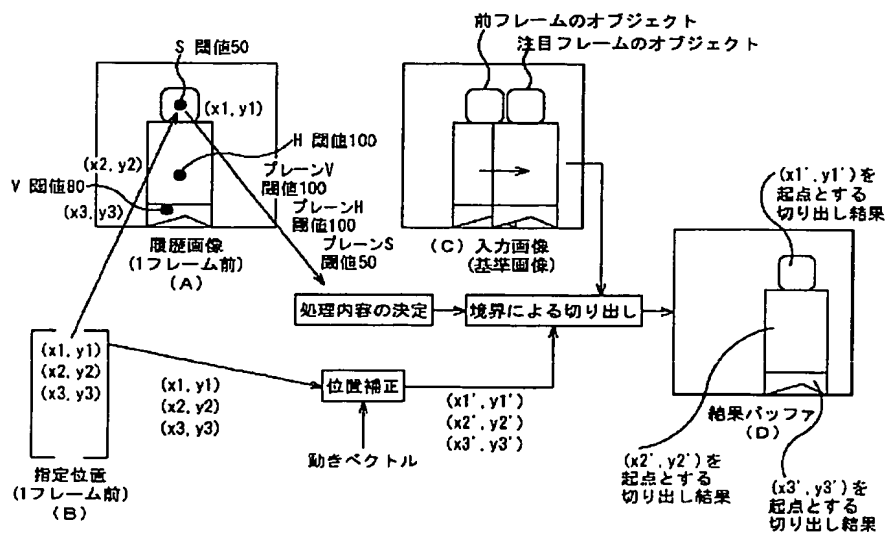 前フレームのオブジェクト
注目フレームのオブジェクト
S 閾値50
(x1,y1)
H 閾値100
(x2,y2)
V 閾値80
(x3,y3)
プレーンV
閾値100
プレーンH
閾値100
プレーンS
閾値50
履歴画像
(1フレーム前)
(A)
(C) 入力画像
(基準画像)
(x1',y1')を
起点とする
切り出し結果
処理内容の決定
境界による切り出し
(x1,y1)
(x2,y2)
(x3,y3)
(x1,y1)
(x2,y2)
(x3,y3)
位置補正
(x1',y1')
(x2',y2')
(x3',y3')
動きベクトル
指定位置
(1フレーム前)
(B)
結果バッファ
(D)
(x2',y2')を
起点とする
切り出し結果
(x3',y3')を
起点とする
切り出し結果